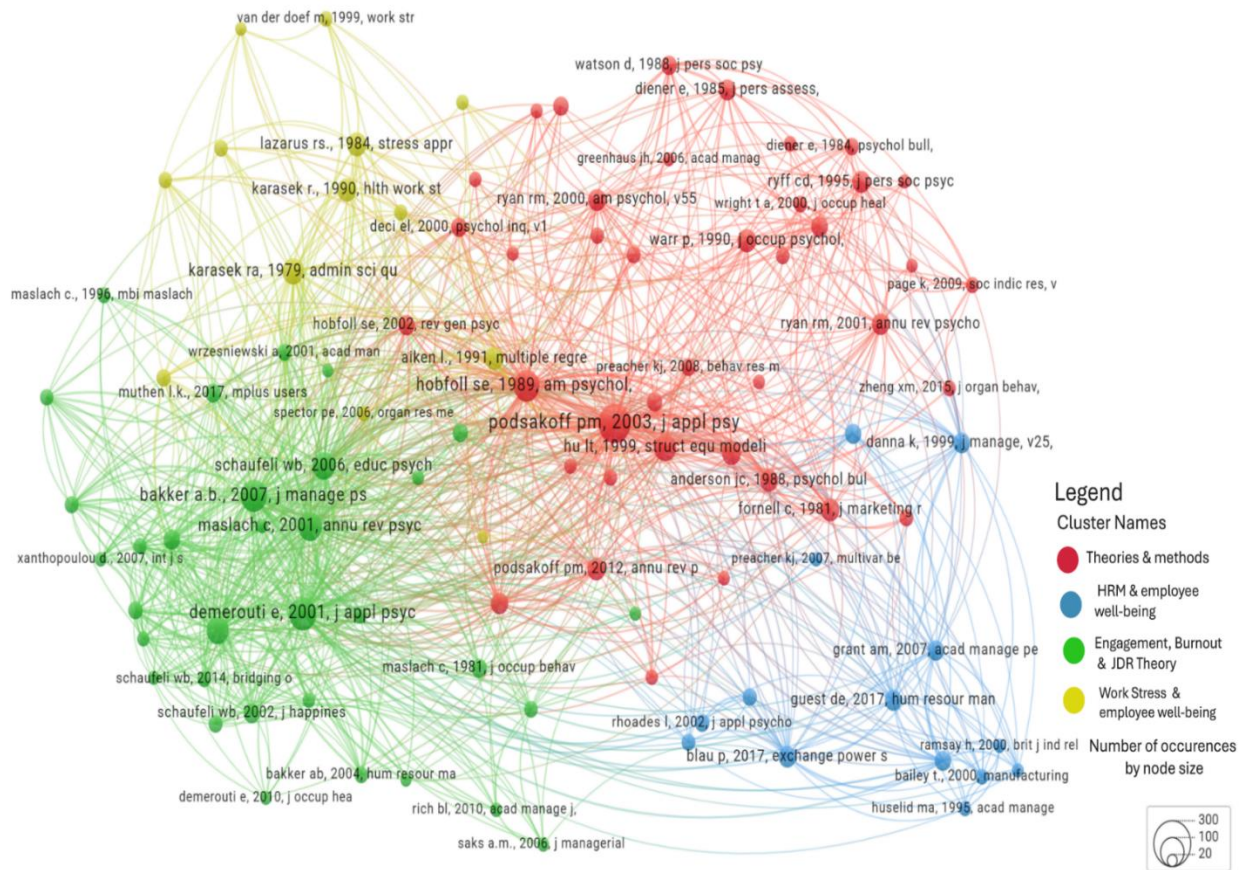 van der doef m, 1999, work str
watson d, 1988, j pers soc psy
diener e, 1985, j pers assess,
lazarus rs., 1984, stress appr
diener e, 1984, psychol bull,
greenhaus jh, 2006, acad manag
karasek r., 1990, hlth work st
ryff cd, 1995, j pers soc psyc
ryan rm, 2000, am psychol, v55
wright t a, 2000, j occup heal
deci el, 2000, psychol inq, v1
warr p, 1990, j occup psychol,
karasek ra, 1979, admin sci qu
page k, 2009, soc indic res, v
maslach c., 1996, mbi maslach
hobfoll se, 2002, rev gen psyc
ryan rm, 2001, annu rev psycho
wrzesniewski a, 2001, acad man
aiken l., 1991, multiple regre
preacher kj, 2008, behav res m
hobfoll se, 1989, am psychol,
zheng xm, 2015, j organ behav,
muthen l.k., 2017, mplus users
spector pe, 2006, organ res me
podsakoff pm, 2003, j appl psy
danna k, 1999, j manage, v25,
hu lt, 1999, struct equ modeli
schaufeli wb, 2006, educ psych
anderson jc, 1988, psychol bul
bakker a.b., 2007, j manage ps
fornell c, 1981, j marketing r
maslach c, 2001, annu rev psyc
xanthopoulou d., 2007, int j s
preacher kj, 2007, multivar be
podsakoff pm, 2012, annu rev p
demerouti e, 2001, j appl psyc
grant am, 2007, acad manage pe
maslach c, 1981, j occup behav
schaufeli wb, 2014, bridging o
guest de, 2017, hum resour man
schaufeli wb, 2002, j happines
rhoades l, 2002, j appl psycho
ramsay h, 2000, brit j ind rel
blau p, 2017, exchange power s
bakker ab, 2004, hum resour ma
bailey t., 2000, manufacturing
demerouti e, 2010, j occup hea
rich bl, 2010, acad manage j,
huselid ma, 1995, acad manage
saks a.m., 2006, j managerial
Legend
Cluster Names
Theories & methods
HRM & employee
well-being
Engagement, Burnout
& JDR Theory
Work Stress &
employee well-being
Number of occurences
by node size
300
100
20